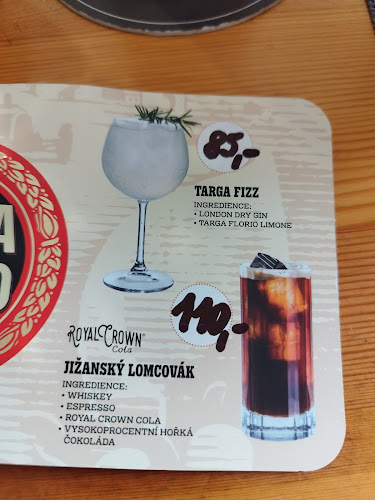 85,-
TARGA FIZZ
INGREDIENCE:
• LONDON DRY GIN
• TARGA FLORIO LIMONE
A
O
110,-
ROYAL CROWN
Cola
JIŽANSKÝ LOMCOVÁK
INGREDIENCE:
• WHISKEY
• ESPRESSO
• ROYAL CROWN COLA
• VYSOKOPROCENTNÍ HOŘKÁ
ČOKOLÁDA